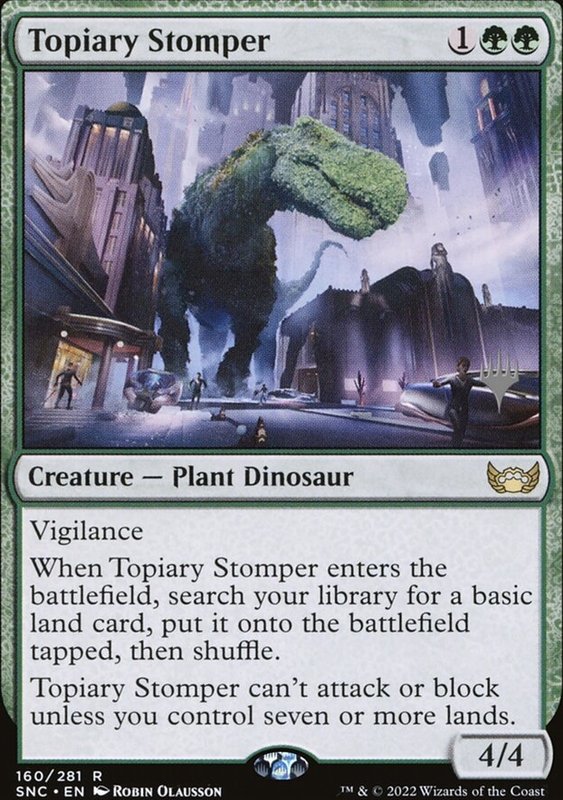 Topiary Stomper
1
Creature — Plant Dinosaur
Vigilance
When Topiary Stomper enters the
battlefield, search your library for a basic
land card, put it onto the battlefield
tapped, then shuffle.
Topiary Stomper can't attack or block
unless you control seven or more lands.
4/4
160/281 R
SNC • EN Robin Olausson
™ & © 2022 Wizards of the Coast